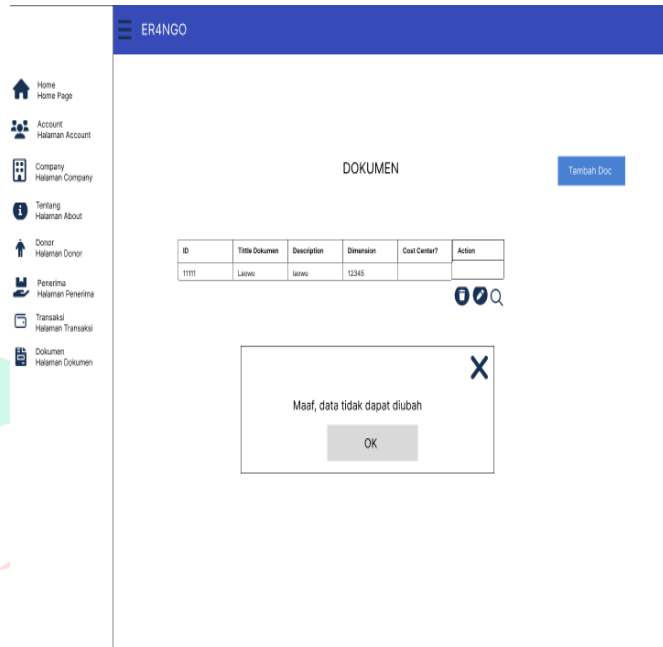 ER4NGO
Home
Home Page
Account
Halaman Account
Company
Halaman Company
Tentang
Halaman About
Donor
Halaman Donor
Penerima
Halaman Penerima
Transaksi
Halaman Transaksi
Dokumen
Halaman Dokumen
DOKUMEN
Tambah Doc
ID Tittle Dokumen Description Dimension Cost Center? Action
11111 Laowo laowo 12345
Maaf, data tidak dapat diubah
OK